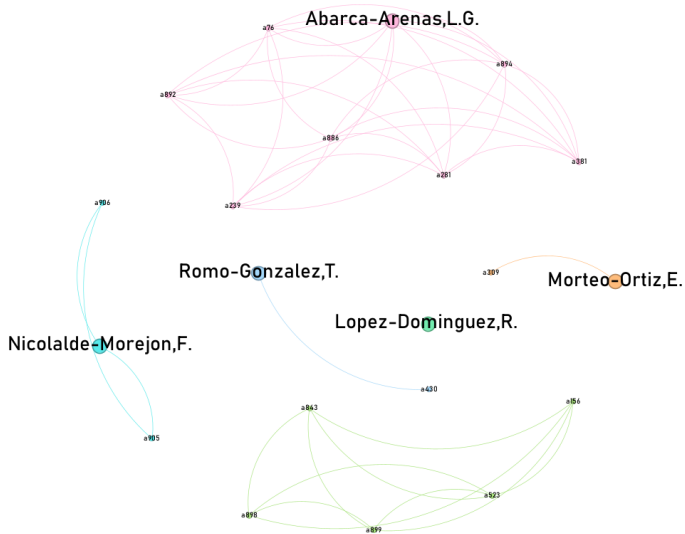 Abarca-Arenas,L.G.
a76
a894
a892
a886
a381
a281
a239
a906
Romo-Gonzalez,T.
a309
Morteo-Ortiz,E.
Lopez-Dominguez,R.
Nicolalde-Morejon,F.
a430
a156
a843
a905
a523
a898
a899